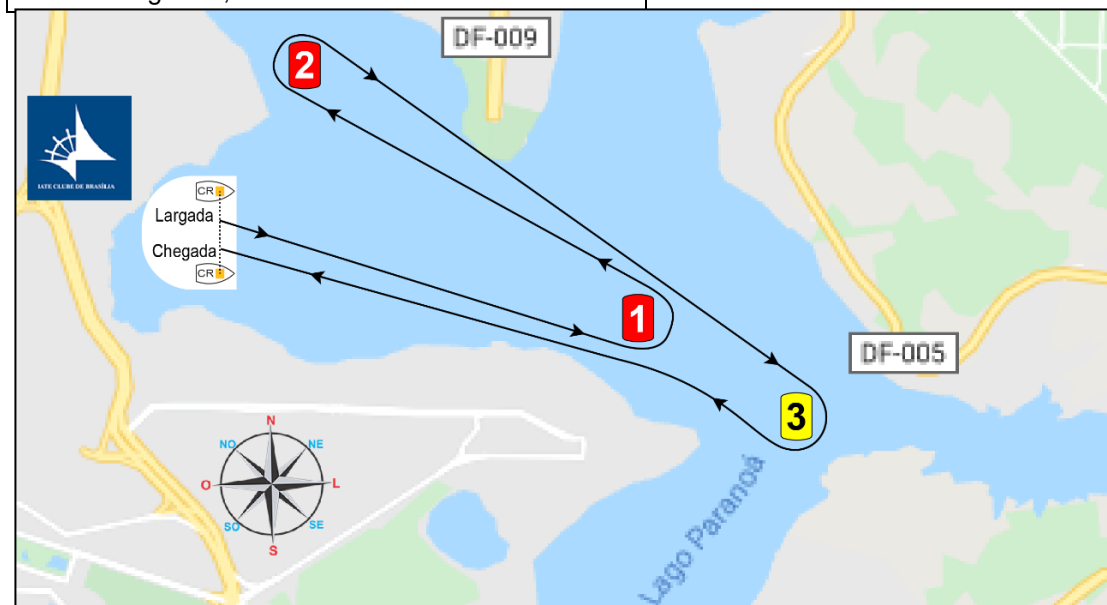 DF-009
2
IATE CLUBE DE BRASÍLIA
CR
Largada
Chegada
CR
1
DF-005
3
N
NO
NE
O
L
SO
SE
S
Lago Paranoá